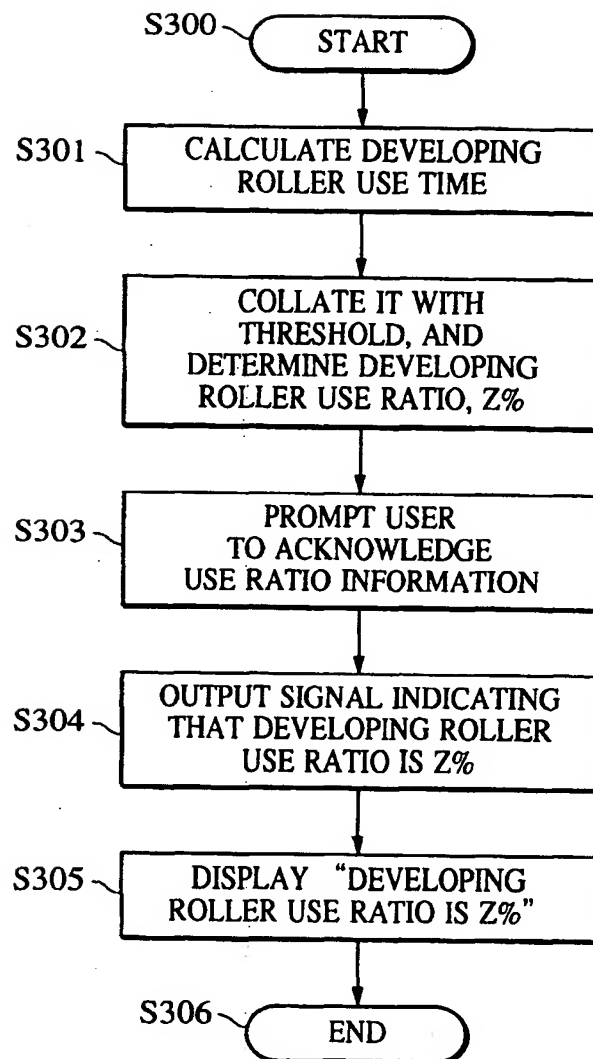 S300
START
S301
CALCULATE DEVELOPING
ROLLER USE TIME
S302
COLLATE IT WITH
THRESHOLD, AND
DETERMINE DEVELOPING
ROLLER USE RATIO, Z%
S303
PROMPT USER
TO ACKNOWLEDGE
USE RATIO INFORMATION
S304
OUTPUT SIGNAL INDICATING
THAT DEVELOPING ROLLER
USE RATIO IS Z%
S305
DISPLAY “DEVELOPING
ROLLER USE RATIO IS Z%”
S306
END